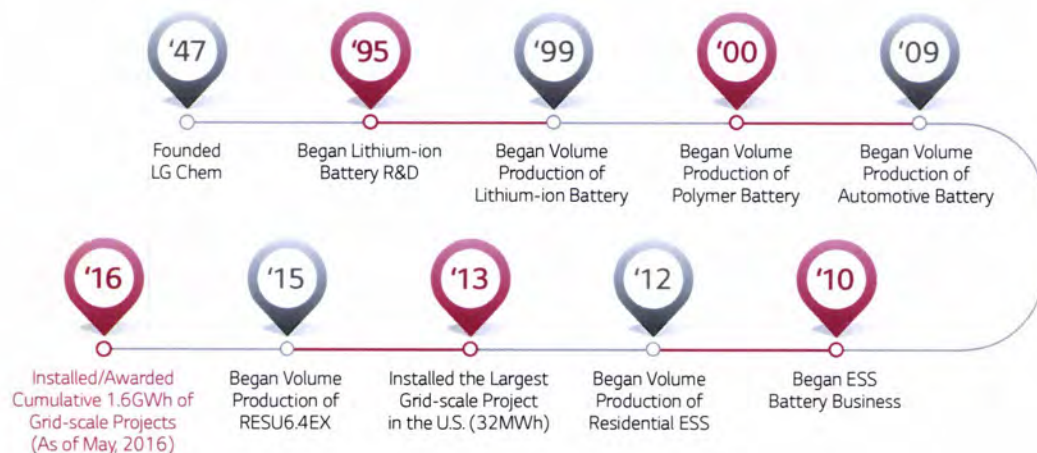 ‘47
‘95
‘99
‘00
‘09
Founded
LG Chem
Began Lithium-ion
Battery R&D
Began Volume
Production of
Lithium-ion Battery
Began Volume
Production of
Polymer Battery
Began Volume
Production of
Automotive Battery
‘10
Began ESS
Battery Business
‘12
Began Volume
Production of
Residential ESS
‘13
Installed the Largest
Grid-scale Project
in the U.S. (32MWh)
‘15
Began Volume
Production of
RESU6.4EX
‘16
Installed/Awarded
Cumulative 1.6GWh of
Grid-scale Projects
(As of May, 2016)